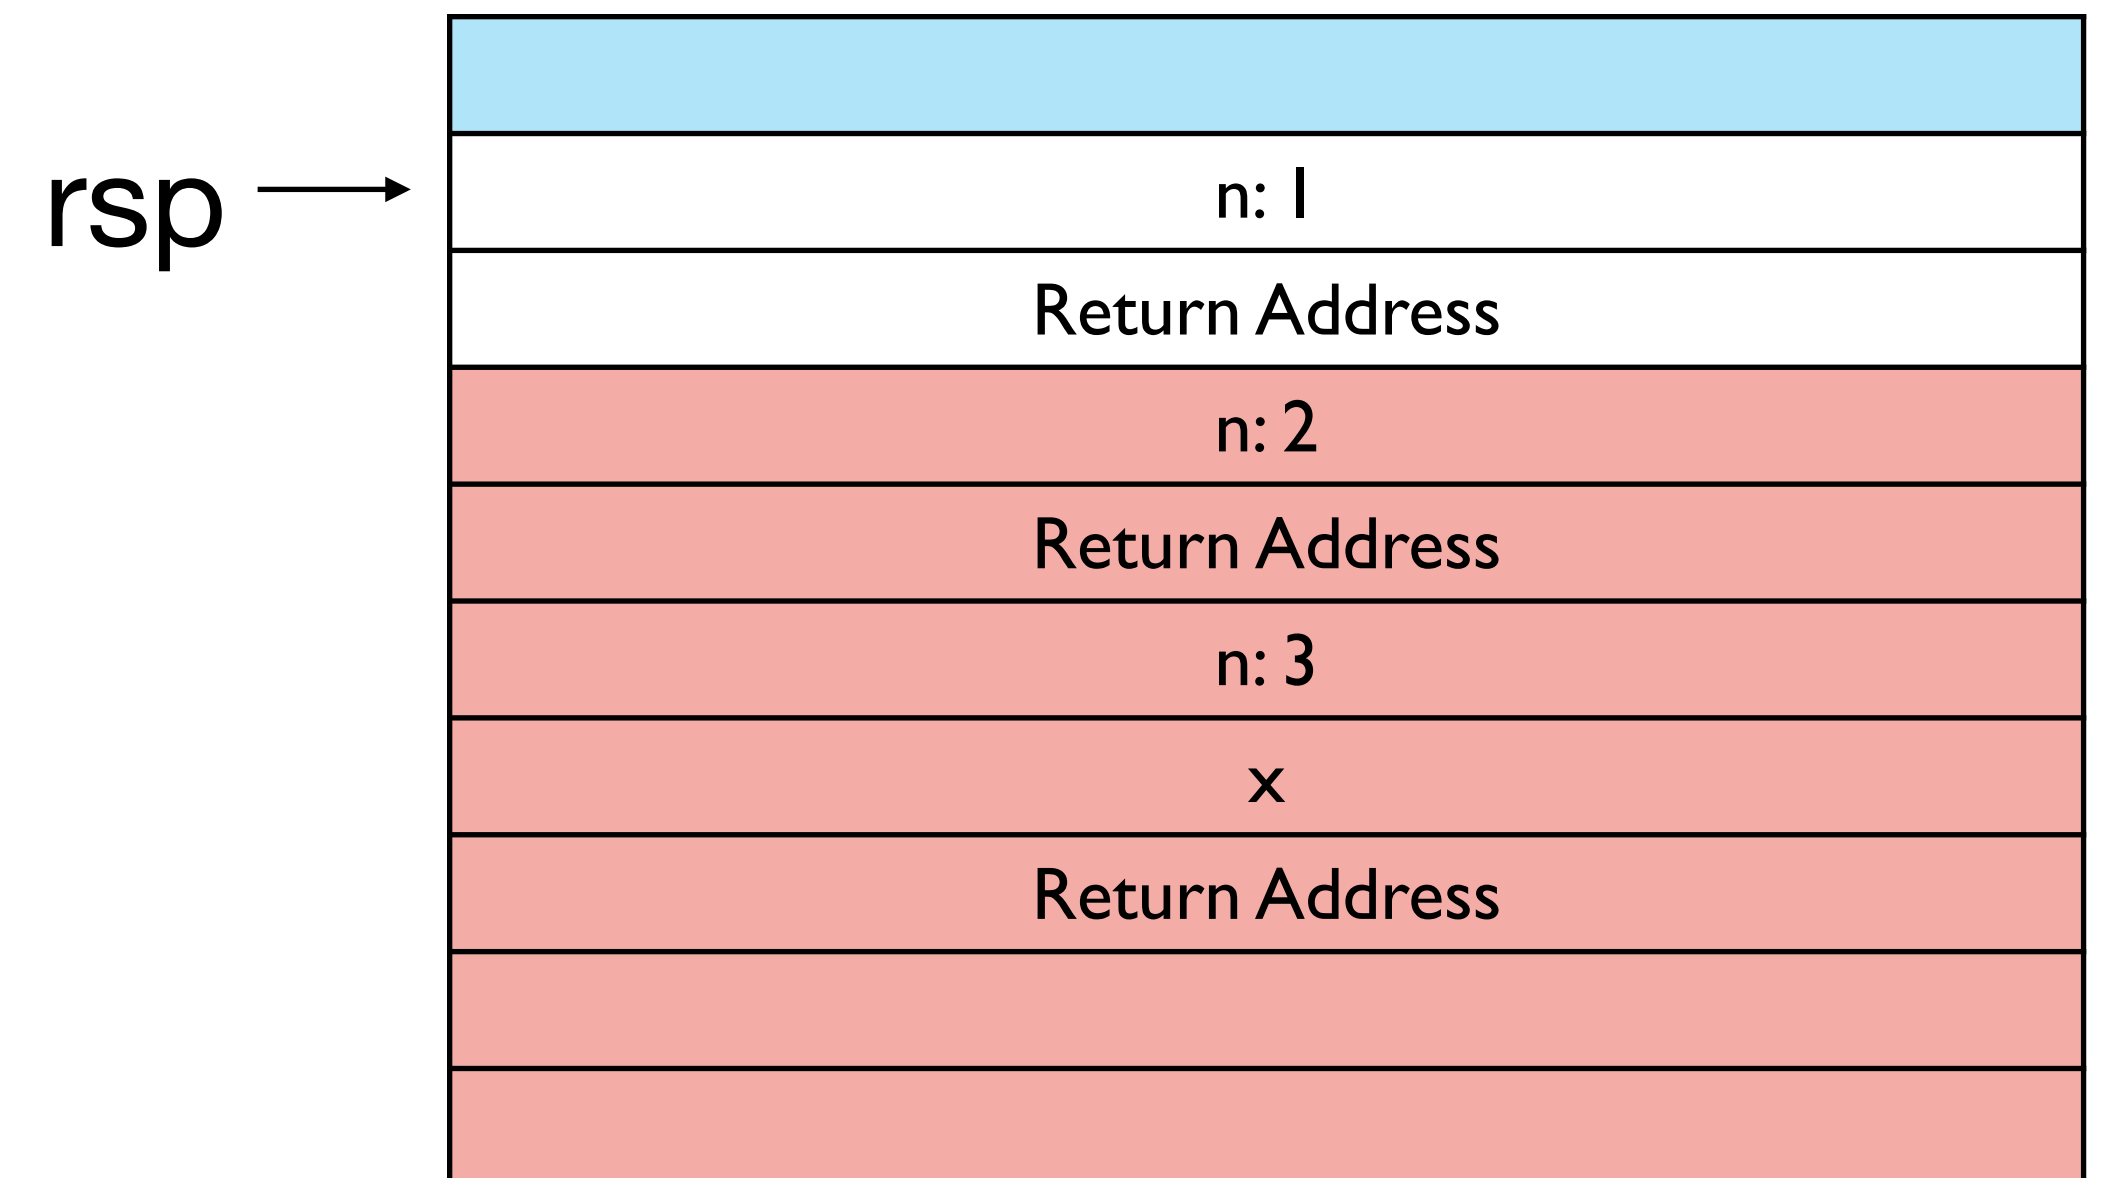 rsp
n: 1
Return Address
n: 2
Return Address
n: 3
x
Return Address